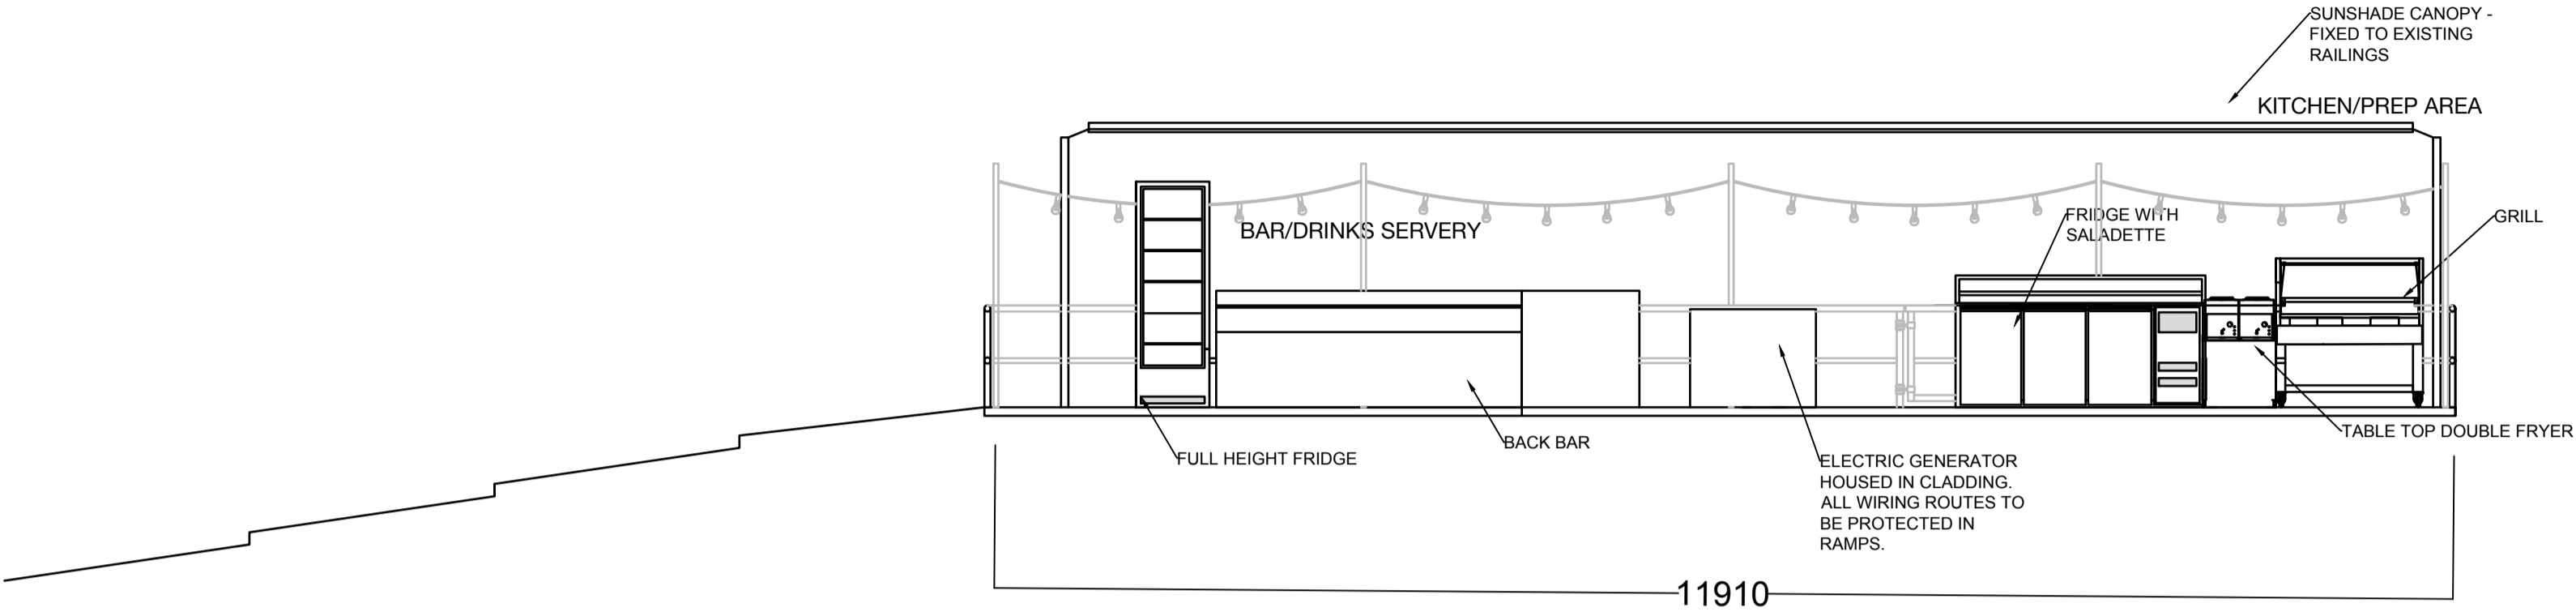 SUNSHADE CANOPY -
FIXED TO EXISTING
RAILINGS
KITCHEN/PREP AREA
BAR/DRINKS SERVERY
FRIDGE WITH
SALADETTE
GRILL
TABLE TOP DOUBLE FRYER
BACK BAR
FULL HEIGHT FRIDGE
ELECTRIC GENERATOR
HOUSED IN CLADDING.
ALL WIRING ROUTES TO
BE PROTECTED IN
RAMPS.
11910